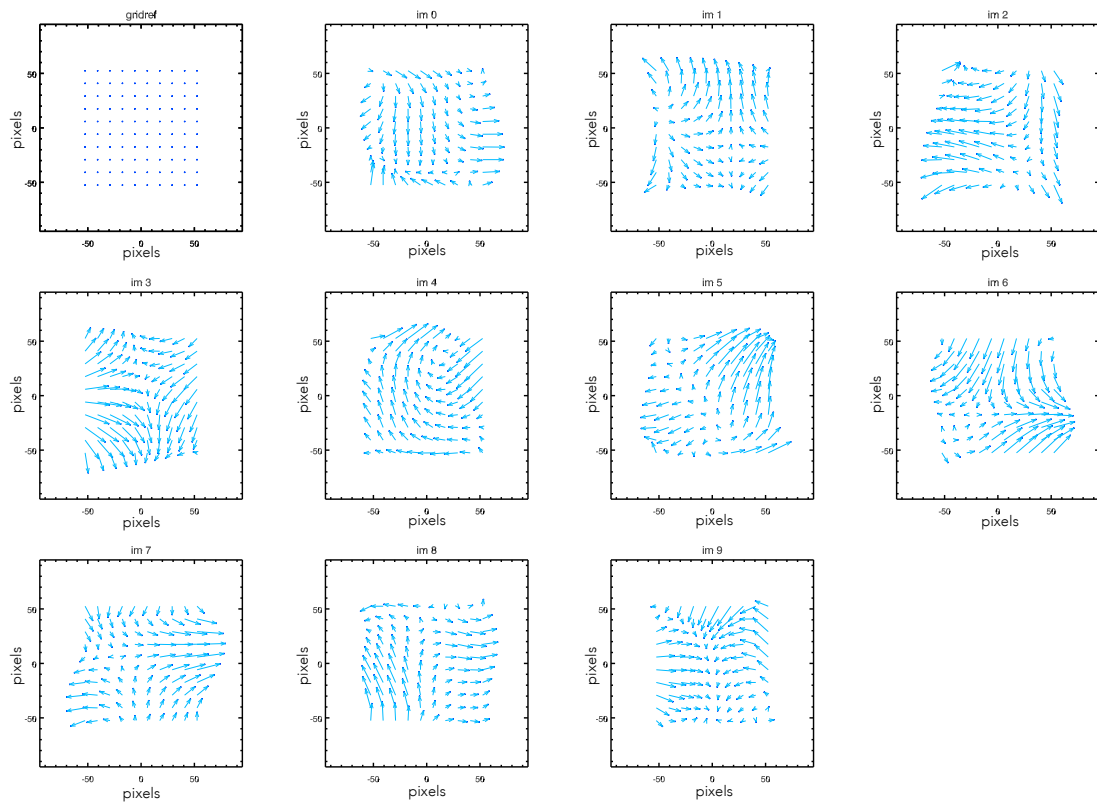 gridref im 0 im 1 im 2
50 50 50 50
pixels pixels pixels pixels
0 0 0 0
-50 -50 -50 -50
-50 0 50 -50 0 50 -50 0 50 -50 0 50
pixels pixels pixels pixels
im 3 im 4 im 5 im 6
50 50 50 50
pixels pixels pixels pixels
0 0 0 0
-50 -50 -50 -50
-50 0 50 -50 0 50 -50 0 50 -50 0 50
pixels pixels pixels pixels
im 7 im 8 im 9
50 50 50
pixels pixels pixels
0 0 0
-50 -50 -50
-50 0 50 -50 0 50 -50 0 50
pixels pixels pixels